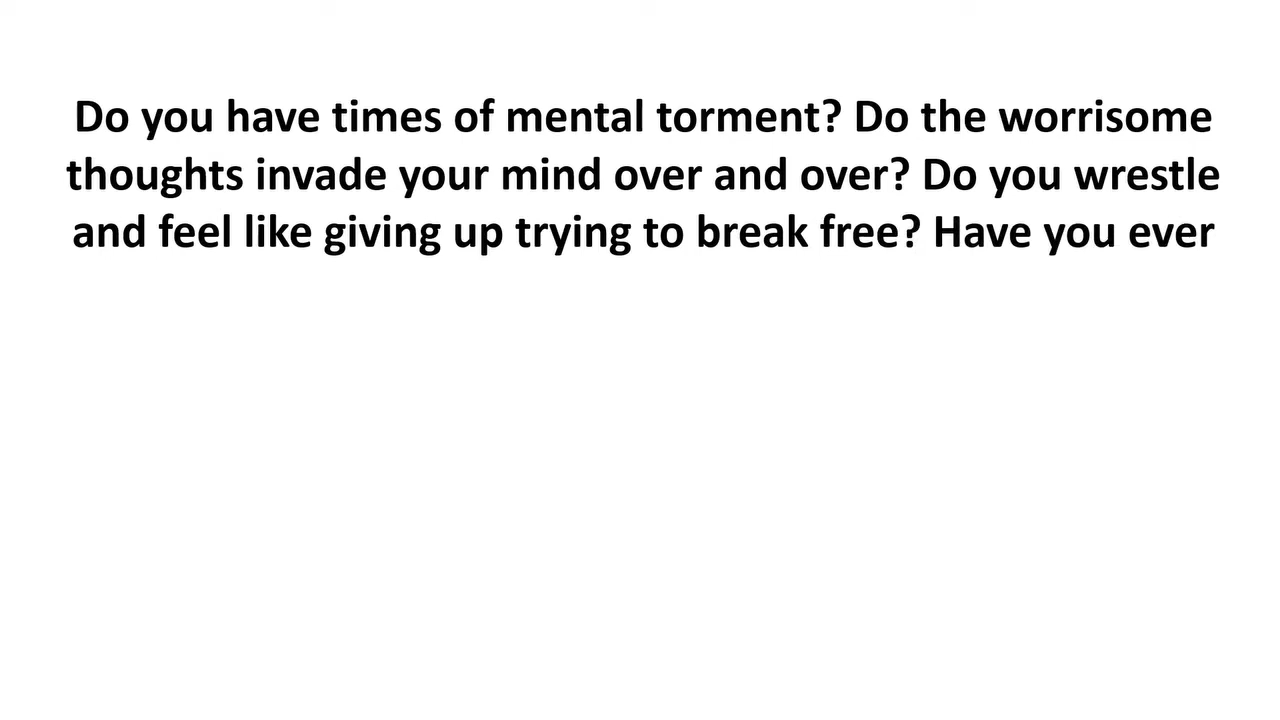 Do you have times of mental torment? Do the worrisome
thoughts invade your mind over and over? Do you wrestle
and feel like giving up trying to break free? Have you ever